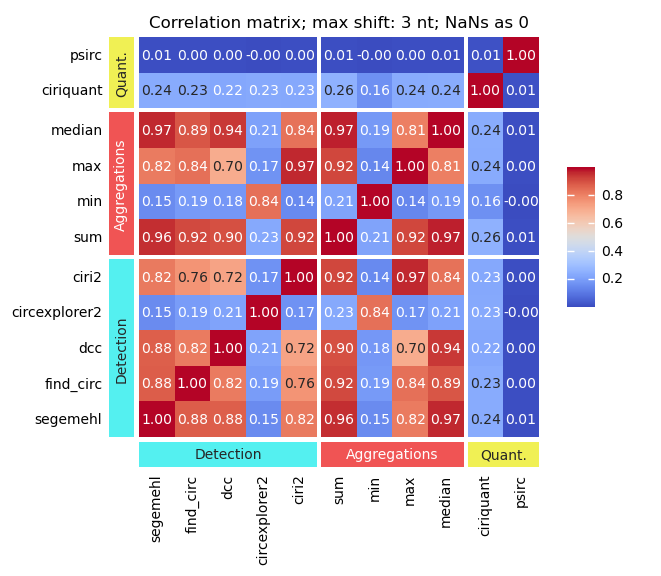 Correlation matrix; max shift: 3 nt; NaNs as 0
psirc 0.01 0.00 0.00 -0.00 0.00 0.01 -0.00 0.00 0.01 0.01 1.00
ciriquant 0.24 0.23 0.22 0.23 0.23 0.26 0.16 0.24 0.24 1.00 0.01
Quant.
median 0.97 0.89 0.94 0.21 0.84 0.97 0.19 0.81 1.00 0.24 0.01
max 0.82 0.84 0.70 0.17 0.97 0.92 0.14 1.00 0.81 0.24 0.00
min 0.15 0.19 0.18 0.84 0.14 0.21 1.00 0.14 0.19 0.16 -0.00
sum 0.96 0.92 0.90 0.23 0.92 1.00 0.21 0.92 0.97 0.26 0.01
Aggregations
ciri2 0.82 0.76 0.72 0.17 1.00 0.92 0.14 0.97 0.84 0.23 0.00
circexplorer2 0.15 0.19 0.21 1.00 0.17 0.23 0.84 0.17 0.21 0.23 -0.00
dcc 0.88 0.82 1.00 0.21 0.72 0.90 0.18 0.70 0.94 0.22 0.00
find_circ 0.88 1.00 0.82 0.19 0.76 0.92 0.19 0.84 0.89 0.23 0.00
segemehl 1.00 0.88 0.88 0.15 0.82 0.96 0.15 0.82 0.97 0.24 0.01
Detection
Detection Aggregations Quant.
segemehl find_circ dcc circexplorer2 ciri2 sum min max median ciriquant psirc
0.8
0.6
0.4
0.2